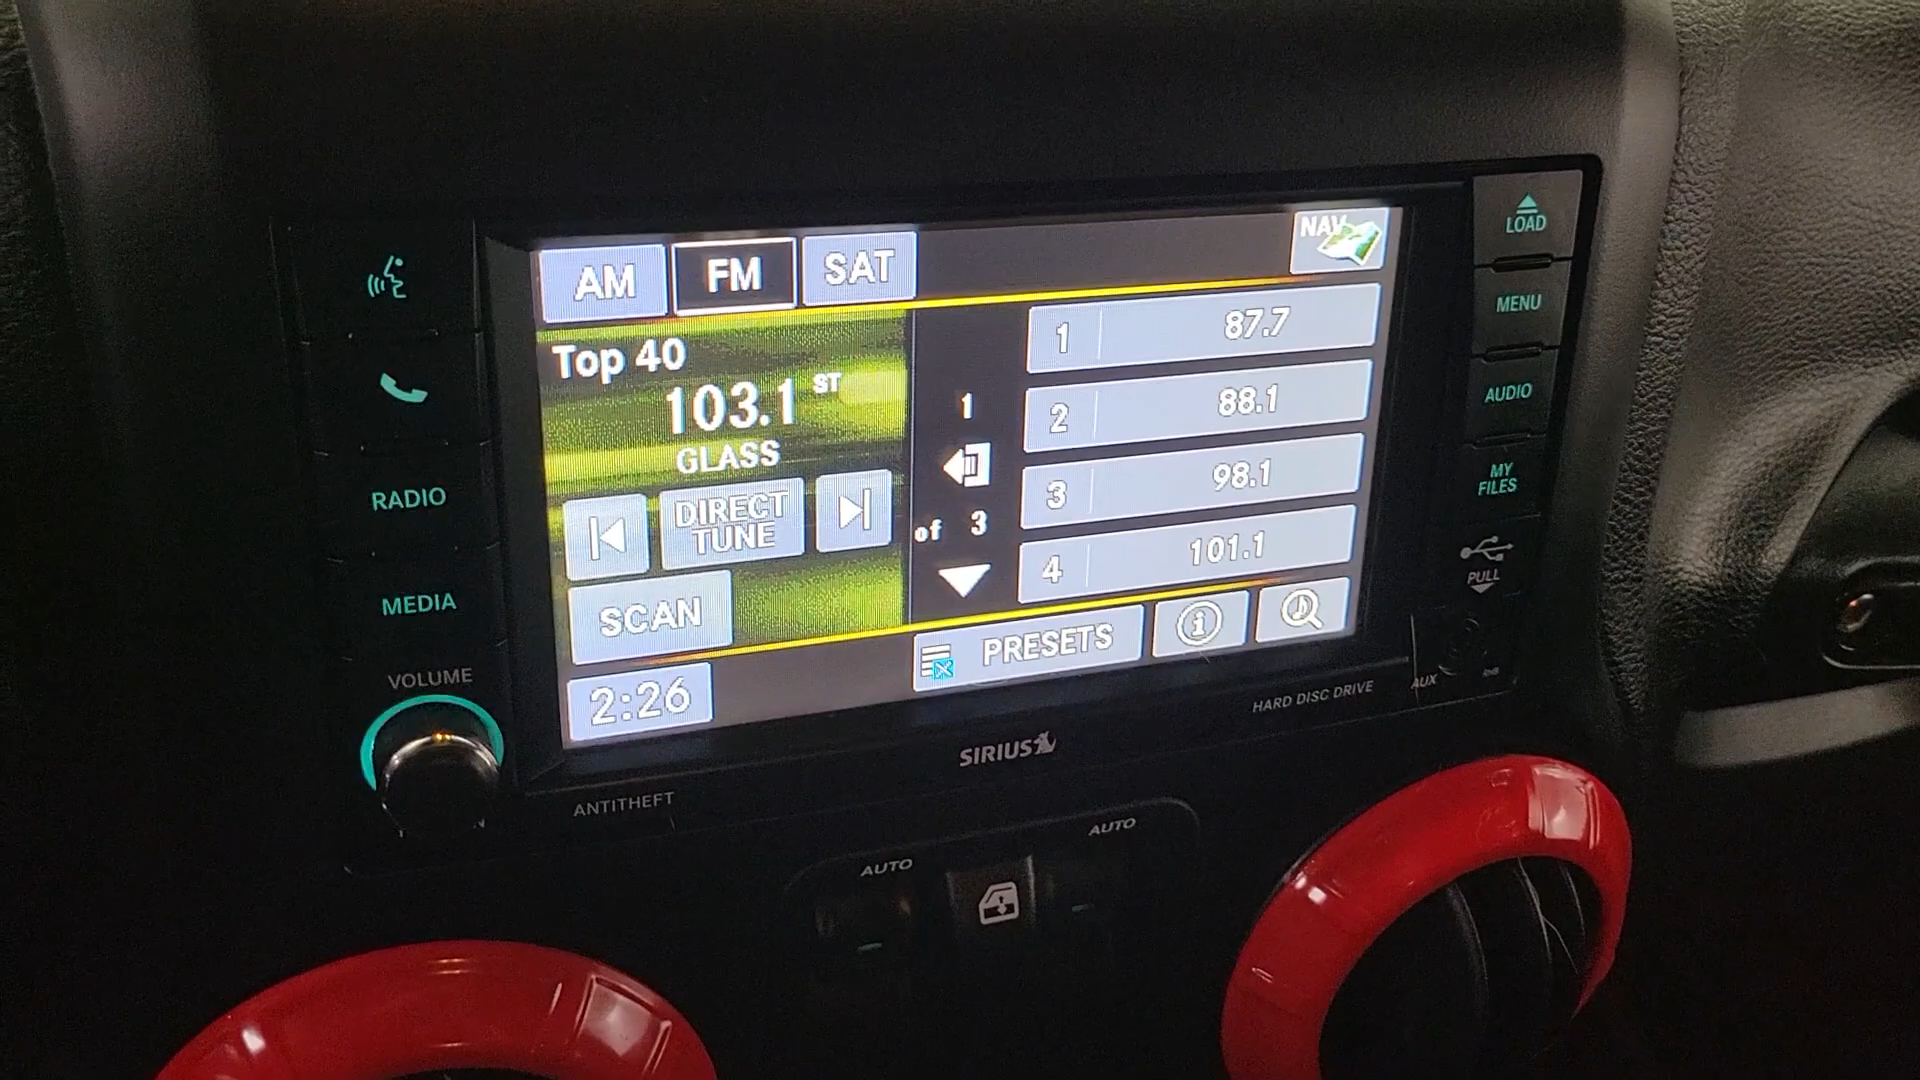 LOAD
AM FM SAT NAV
MENU
Top 40
103.1 ST
GLASS
DIRECT
TUNE
SCAN
2:26
1
of 3
1 87.7
2 88.1
3 98.1
4 101.1
PRESETS
i
AUDIO
MY
FILES
PULL
RADIO
MEDIA
VOLUME
AUX
HARD DISC DRIVE
SIRIUS
ANTITHEFT
AUTO
AUTO